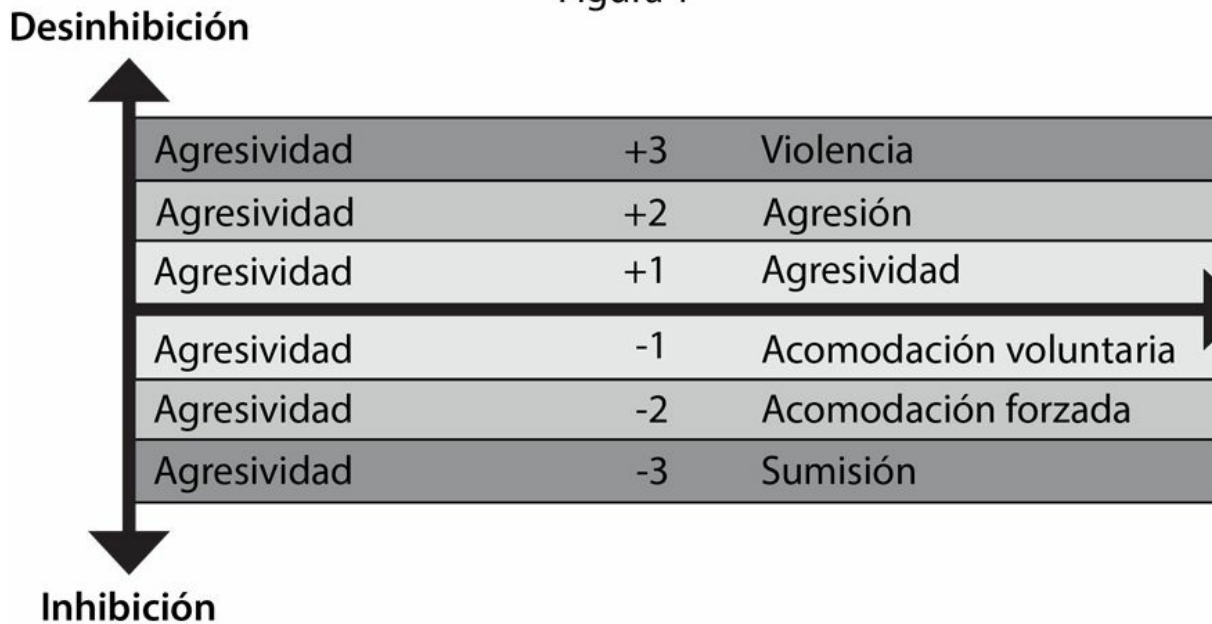 Desinhibición
Agresividad +3 Violencia
Agresividad +2 Agresión
Agresividad +1 Agresividad
Agresividad -1 Acomodación voluntaria
Agresividad -2 Acomodación forzada
Agresividad -3 Sumisión
Inhibición